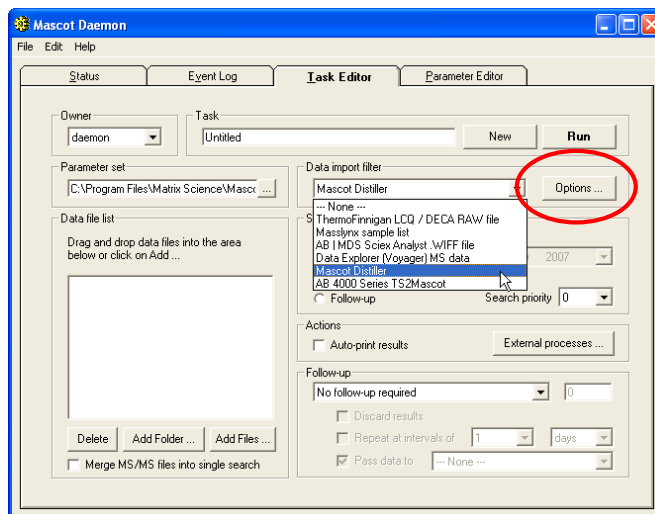 Mascot Daemon
File Edit Help
Status Event Log Task Editor Parameter Editor
Owner Task
daemon Untitled New Run
Parameter set Data import filter
C:\Program Files\Matrix Science\Masco ... Mascot Distiller Options ...
--- None ---
ThermoFinnigan LCQ / DECA RAW file
Masslynx sample list
AB | MDS Sciex Analyst .WIFF file
Data Explorer (Voyager) MS data
Mascot Distiller
AB 4000 Series TS2Mascot
Data file list
Drag and drop data files into the area
below or click on Add ...
2007
Follow-up Search priority 0
Actions
Auto-print results External processes ...
Follow-up
No follow-up required 0
Discard results
Repeat at intervals of 1 days
Pass data to --- None ---
Delete Add Folder ... Add Files ...
Merge MS/MS files into single search